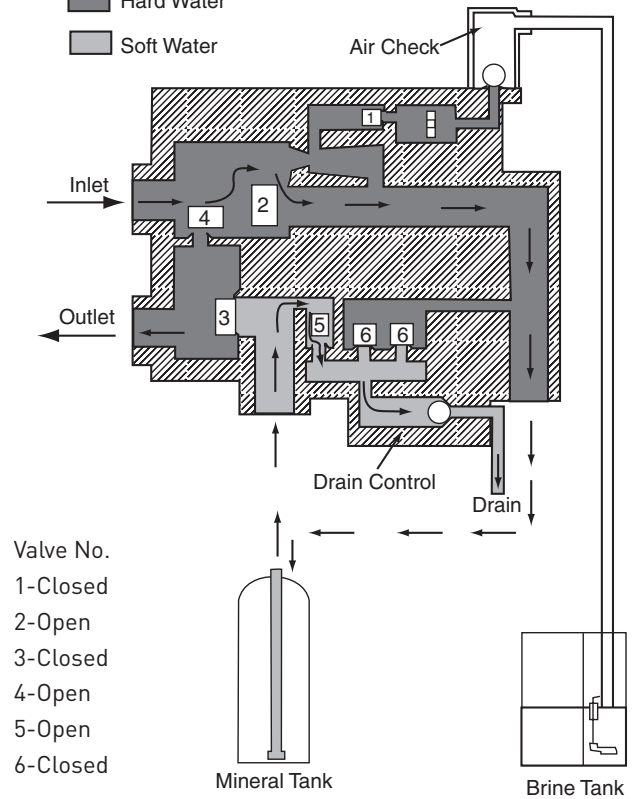 Hard Water
Soft Water
Air Check
1
Inlet
2
4
Outlet
3
5
6 6
Drain Control
Drain
Valve No.
1-Closed
2-Open
3-Closed
4-Open
5-Open
6-Closed
Mineral Tank
Brine Tank